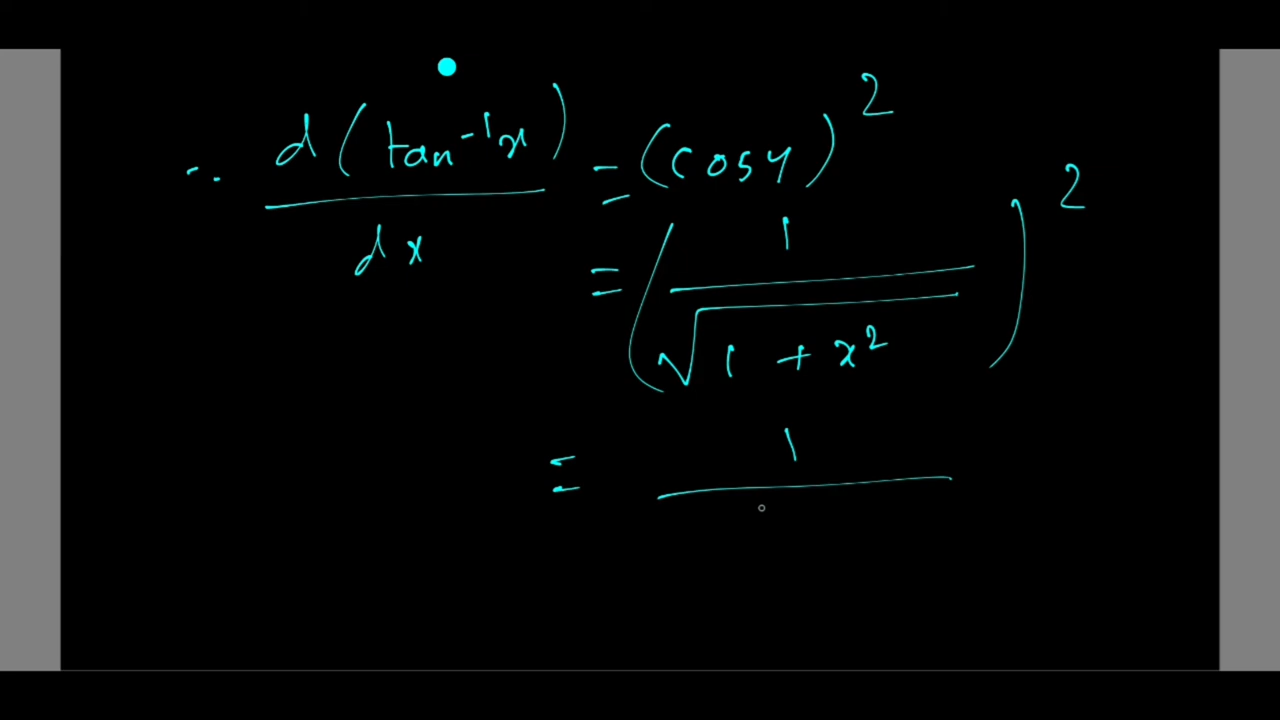 ∴ d(tan⁻¹x)/dx = (cos y)²
= (1/√(1 + x²))²
= 1/